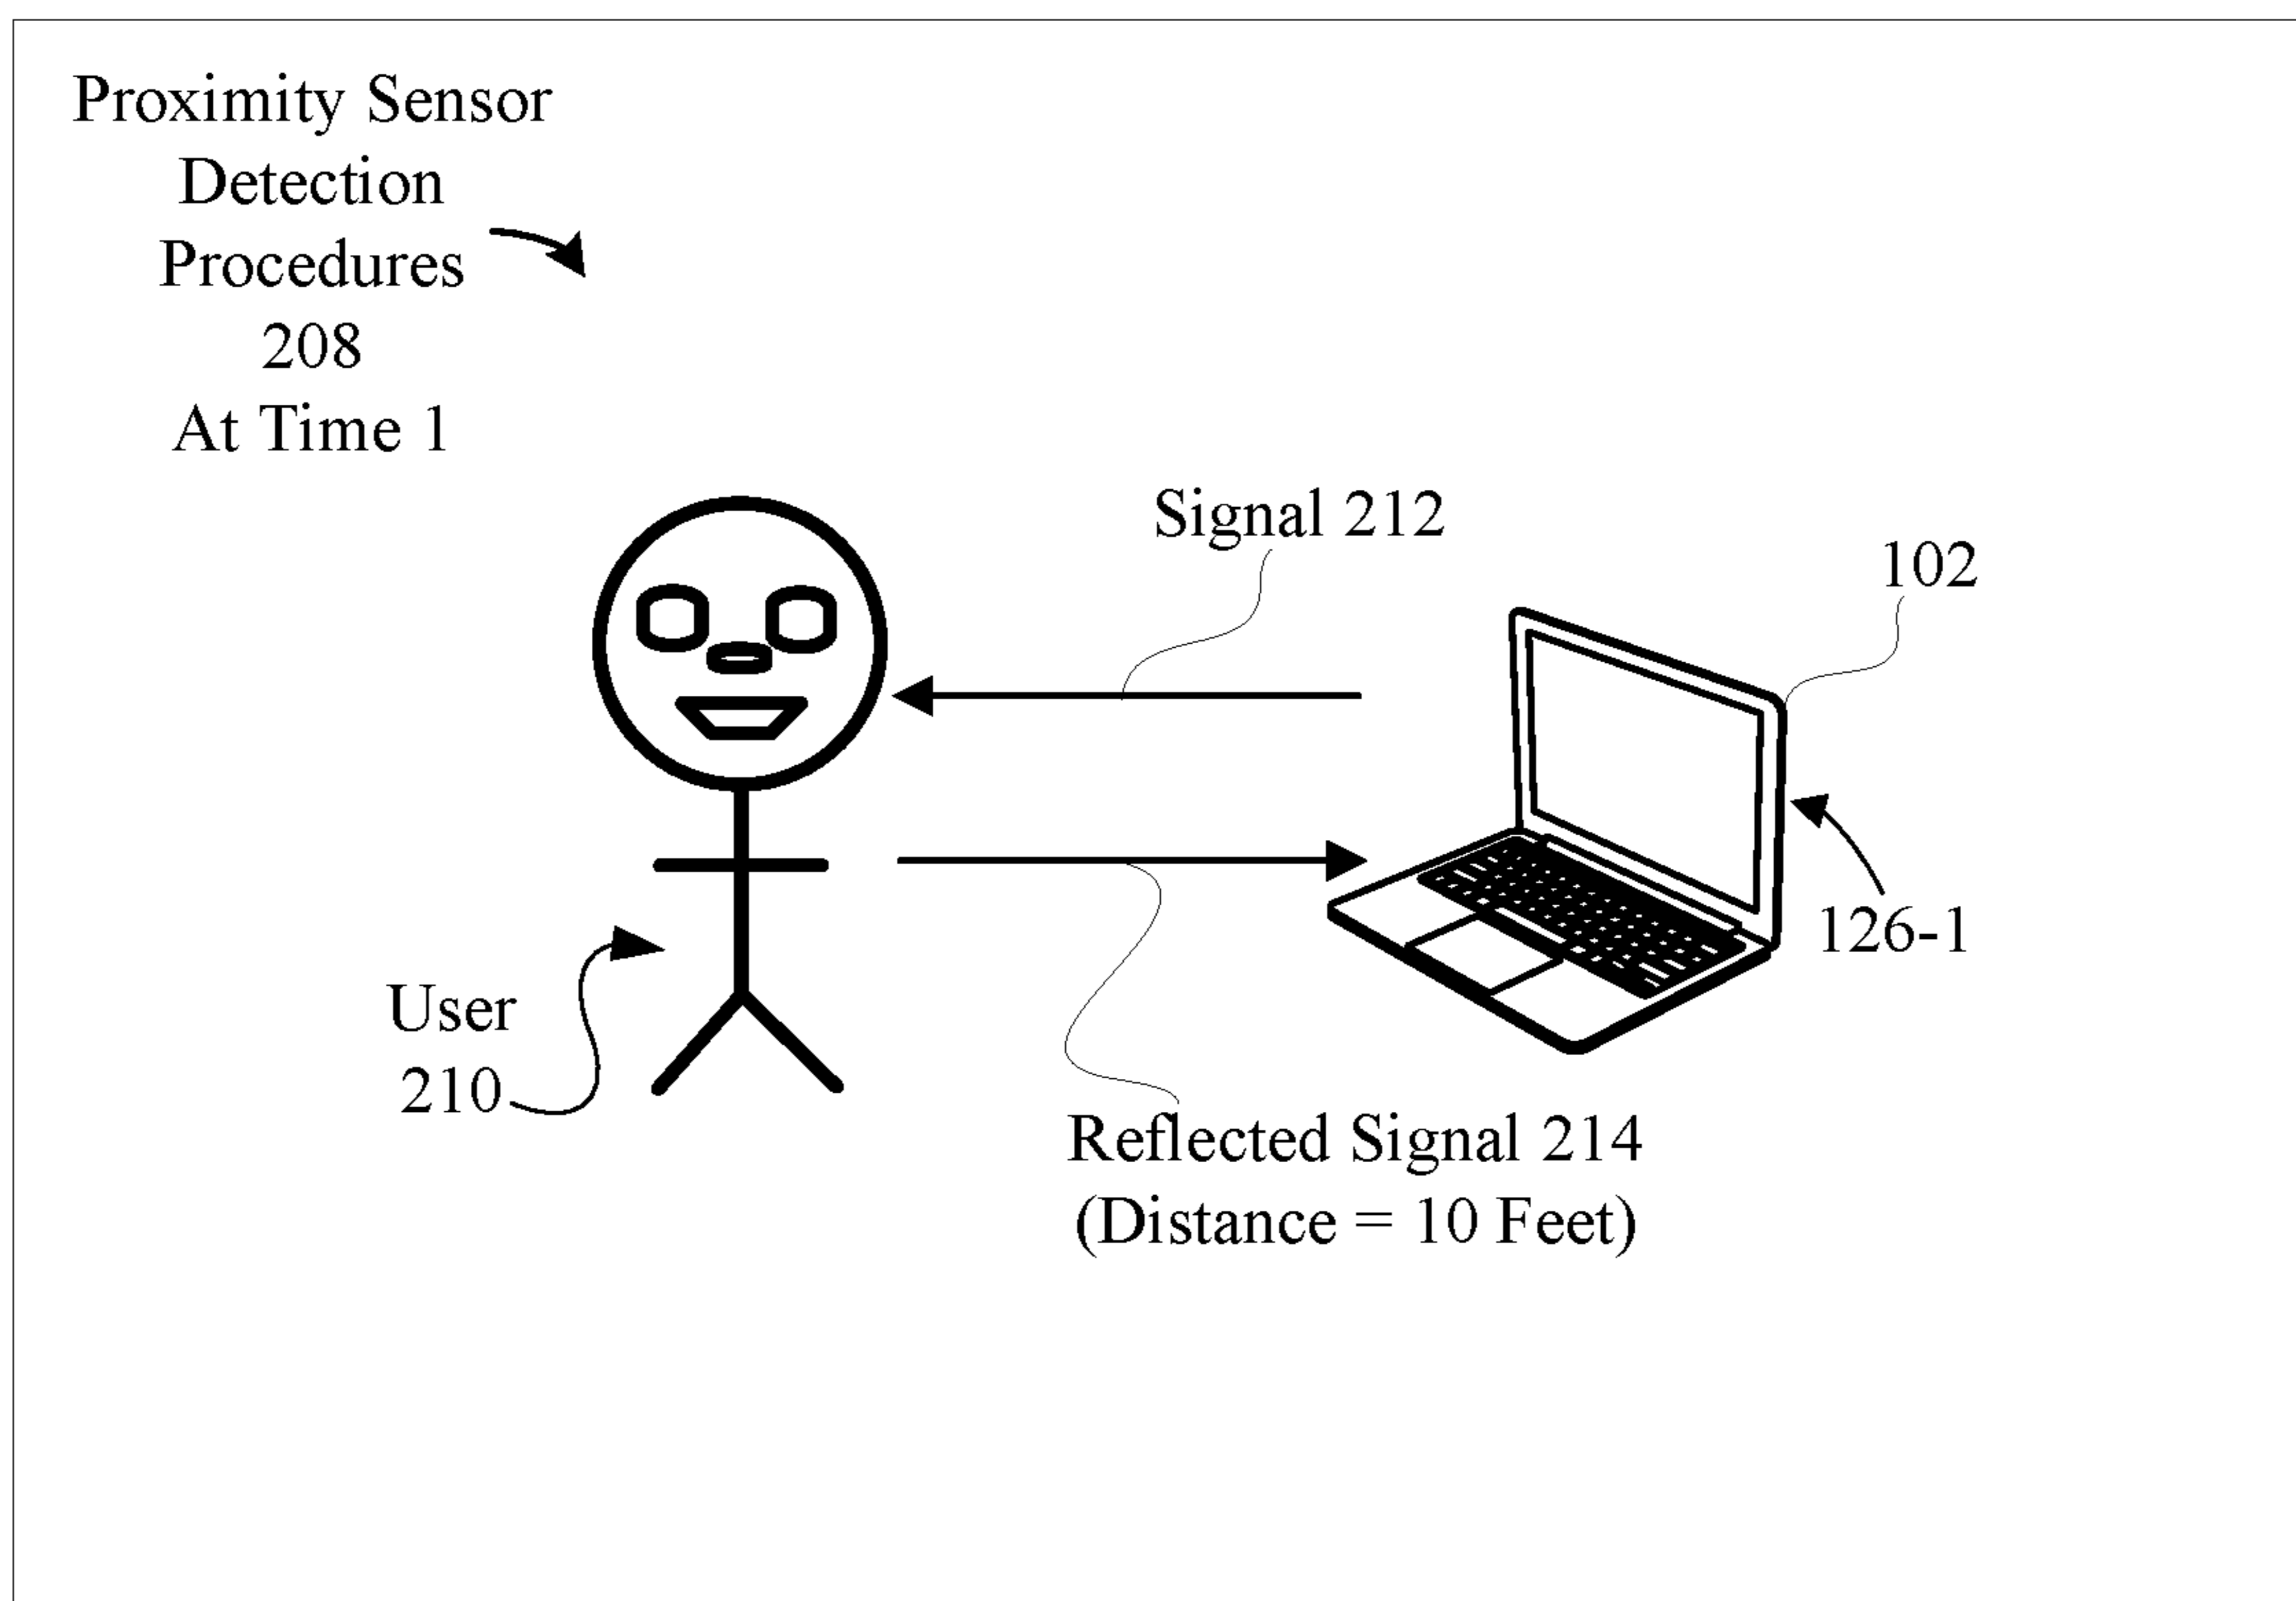 Proximity Sensor
Detection
Procedures
208
At Time 1
Signal 212
102
126-1
User
210
Reflected Signal 214
(Distance = 10 Feet)